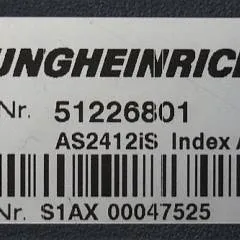 UNGHEINRICH
Nr. 51226801
AS2412iS Index A
Nr. S1AX 00047525